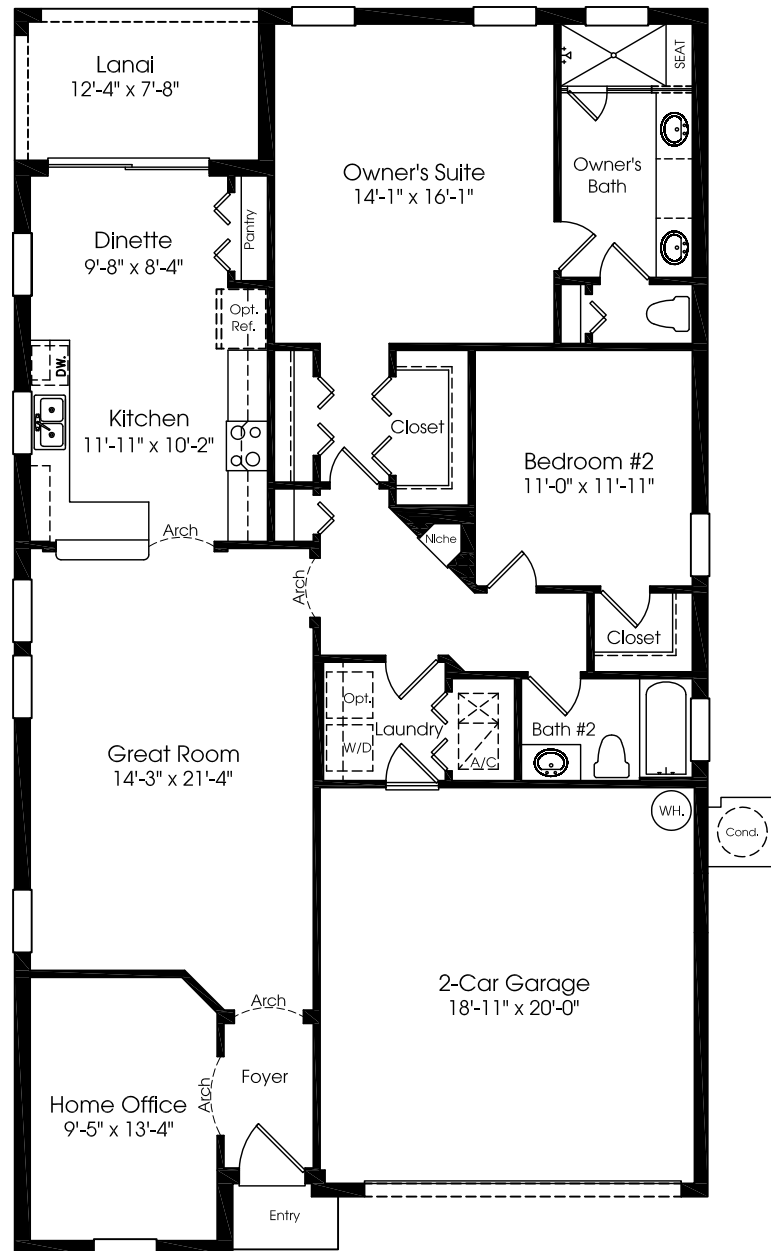 Lanai
12'-4" x 7'-8"
SEAT
Owner's Suite
14'-1" x 16'-1"
Owner's
Bath
Pantry
Dinette
9'-8" x 8'-4"
Opt.
Ref.
DW.
Kitchen
11'-11" x 10'-2"
Closet
Bedroom #2
11'-0" x 11'-11"
Arch
Niche
Arch
Closet
Opt.
Laundry
W/D
A/C
Bath #2
Great Room
14'-3" x 21'-4"
WH.
Cond.
2-Car Garage
18'-11" x 20'-0"
Arch
Foyer
Arch
Home Office
9'-5" x 13'-4"
Entry